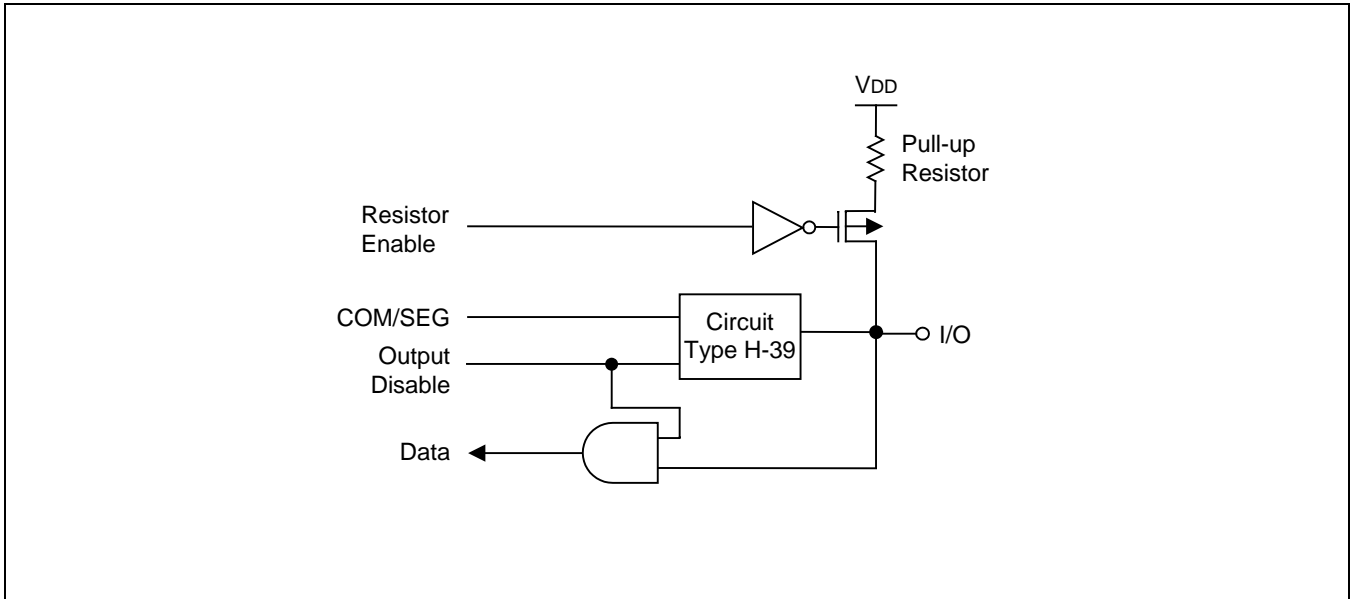 VDD
Pull-up
Resistor
Resistor
Enable
COM/SEG
Circuit
Type H-39
I/O
Output
Disable
Data